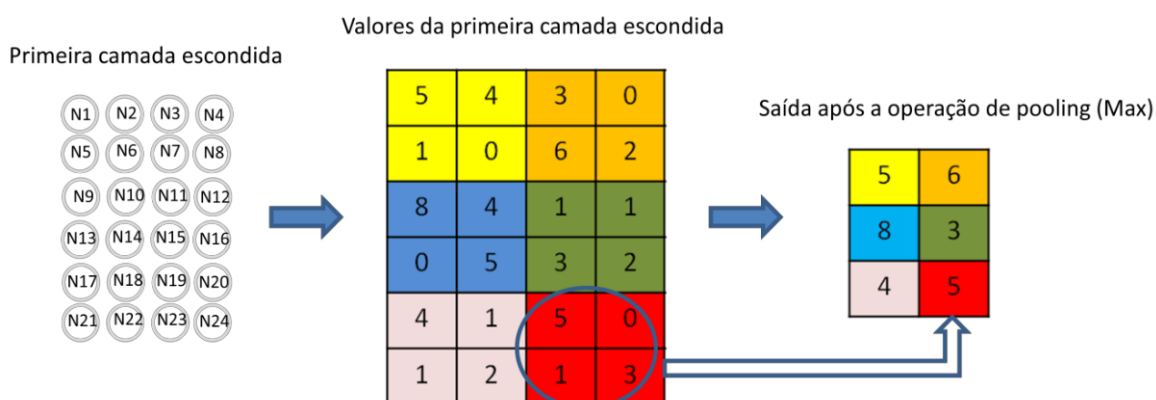 Valores da primeira camada escondida
Primeira camada escondida
Saída após a operação de pooling (Max)
N1 N2 N3 N4
N5 N6 N7 N8
N9 N10 N11 N12
N13 N14 N15 N16
N17 N18 N19 N20
N21 N22 N23 N24
5 4 3 0
1 0 6 2
8 4 1 1
0 5 3 2
4 1 5 0
1 2 1 3
5 6
8 3
4 5